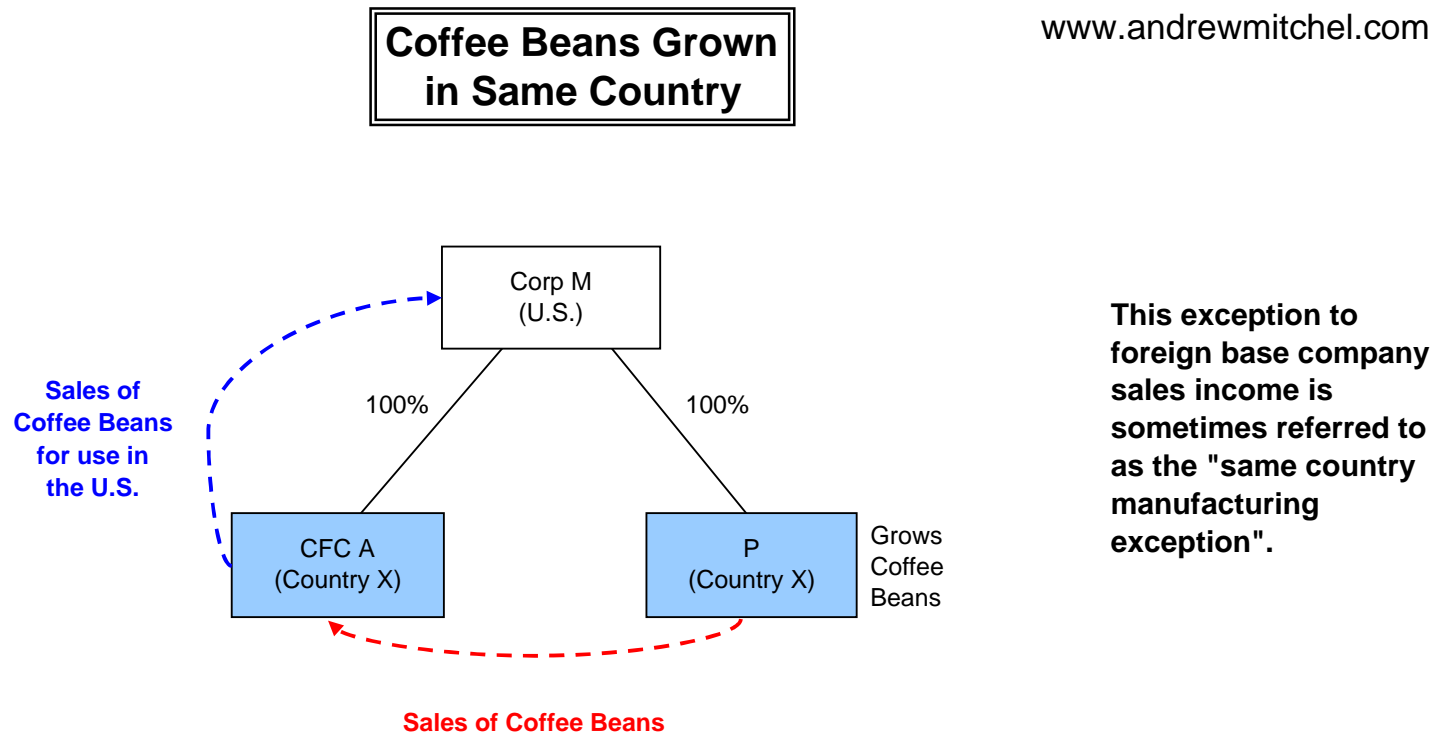 Coffee Beans Grown
in Same Country
www.andrewmitchel.com
Corp M
(U.S.)
This exception to
foreign base company
sales income is
sometimes referred to
as the "same country
manufacturing
exception".
Sales of
Coffee Beans
for use in
the U.S.
100%
100%
CFC A
(Country X)
P
(Country X)
Grows
Coffee
Beans
Sales of Coffee Beans